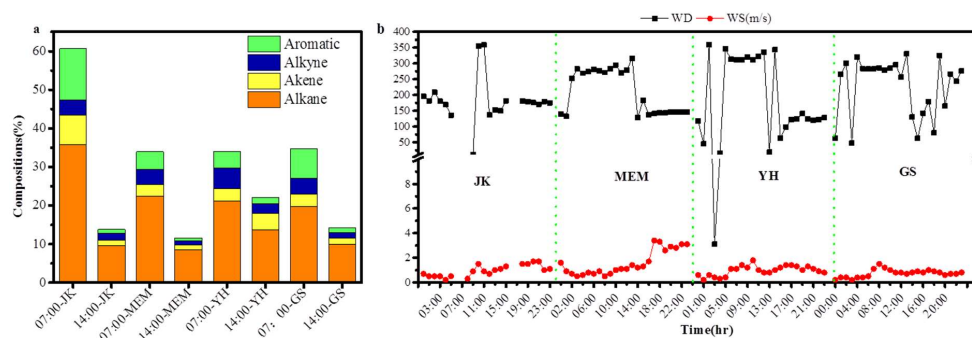 a
Aromatic
Alkyne
Akene
Alkane
Compositions(%)
60
50
40
30
20
10
0
07:00-JK
14:00-JK
07:00-MEM
14:00-MEM
07:00-YH
14:00-YH
07: 00-GS
14:00-GS
b
WD WS(m/s)
400
350
300
250
200
150
100
50
8
6
4
2
0
JK
MEM
YH
GS
03:00
07:00
11:00
15:00
19:00
23:00
02:00
06:00
10:00
14:00
18:00
22:00
01:00
05:00
09:00
13:00
17:00
21:00
00:00
04:00
08:00
12:00
16:00
20:00
Time(hr)